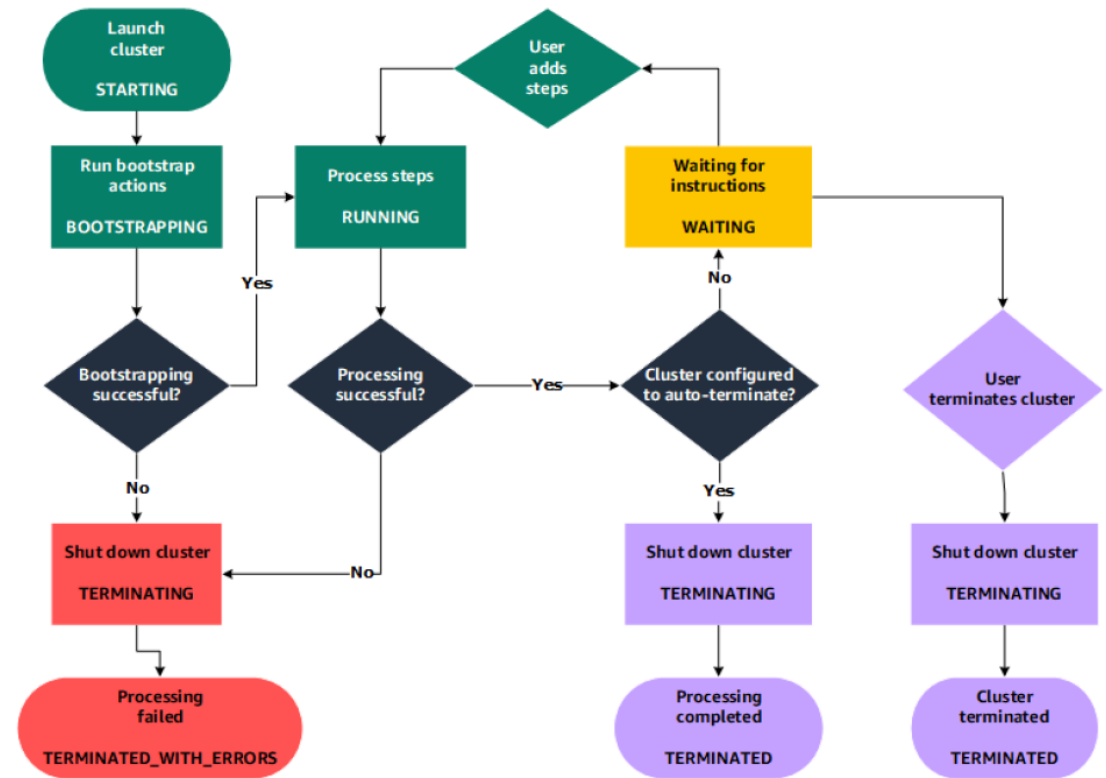 Launch
cluster
STARTING
User
adds
steps
Run bootstrap
actions
BOOTSTRAPPING
Process steps
RUNNING
Waiting for
instructions
WAITING
Yes
No
Bootstrapping
successful?
Processing
successful?
Yes
Cluster configured
to auto-terminate?
User
terminates cluster
No
Yes
Shut down cluster
TERMINATING
No
Shut down cluster
TERMINATING
Shut down cluster
TERMINATING
Processing
failed
TERMINATED_WITH_ERRORS
Processing
completed
TERMINATED
Cluster
terminated
TERMINATED